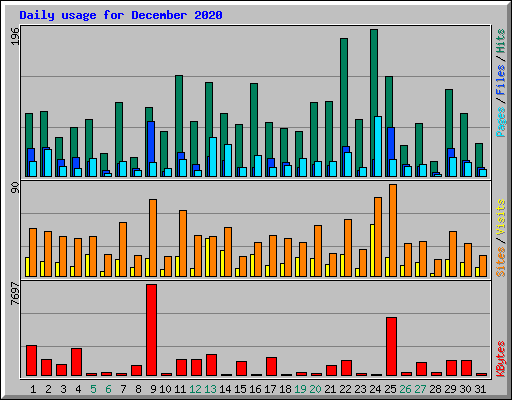 Daily usage for December 2020
196
Pages / Files / Hits
90
Sites / Visits
7697
KBytes
1 2 3 4 5 6 7 8 9 10 11 12 13 14 15 16 17 18 19 20 21 22 23 24 25 26 27 28 29 30 31